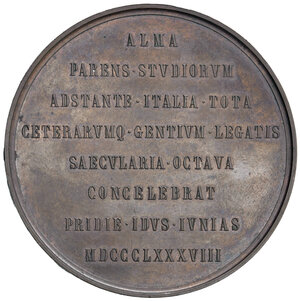 ALMA
PARENS·STVDIORVM
ADSTANTE·ITALIA·TOTA
CETERARVMQ·GENTIVM·LEGATIS
SAECVLARIA·OCTAVA
CONCELEBRAT
PRIDIE·IDVS·IVNIAS
MDCCCLXXXVIII